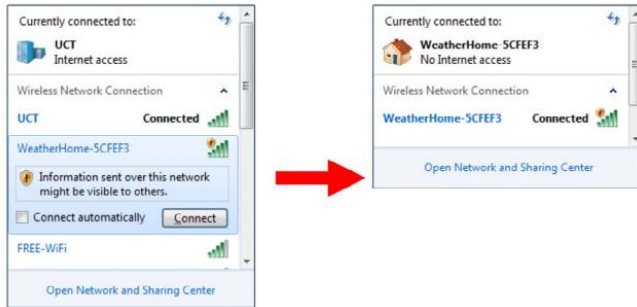 Currently connected to:
UCT
Internet access
Wireless Network Connection
UCT Connected
WeatherHome-5CFEF3
Information sent over this network
might be visible to others.
Connect automatically Connect
FREE-WiFi
Open Network and Sharing Center
Currently connected to:
WeatherHome-5CFEF3
No Internet access
Wireless Network Connection
WeatherHome-5CFEF3 Connected
Open Network and Sharing Center